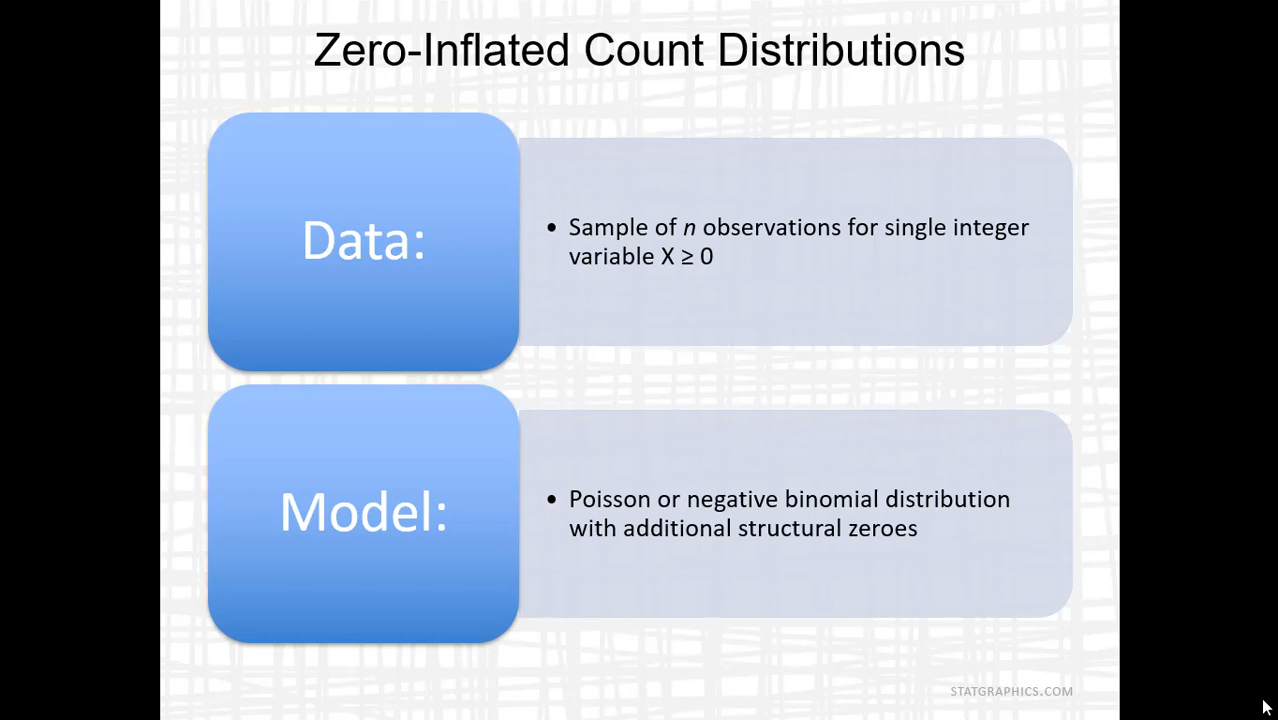 Zero-Inflated Count Distributions
Data:
• Sample of n observations for single integer
variable X ≥ 0
Model:
• Poisson or negative binomial distribution
with additional structural zeroes
STATGRAPHICS.COM